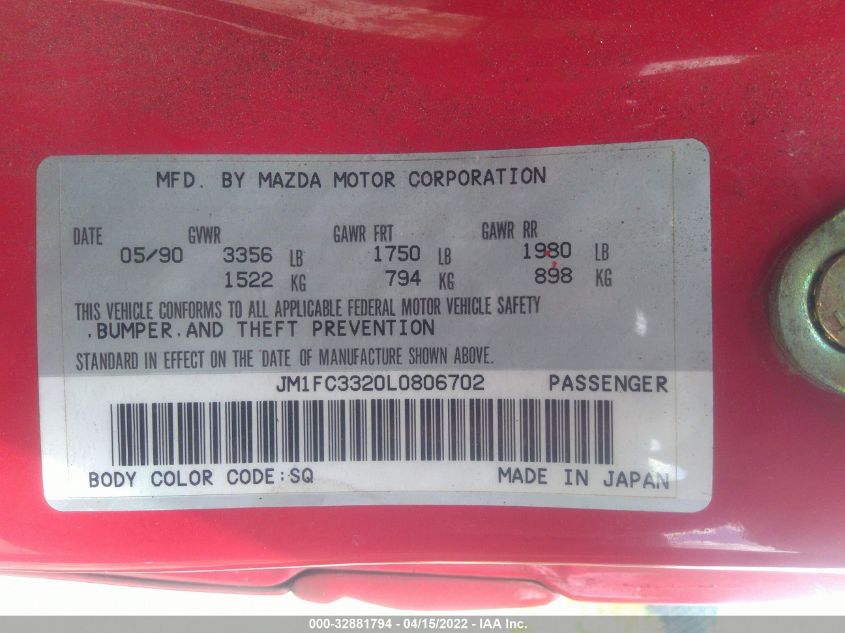 MFD. BY MAZDA MOTOR CORPORATION
DATE GVWR GAWR FRT GAWR RR
05/90 3356 LB 1750 LB 1980 LB
1522 KG 794 KG 898 KG
THIS VEHICLE CONFORMS TO ALL APPLICABLE FEDERAL MOTOR VEHICLE SAFETY
,BUMPER,AND THEFT PREVENTION
STANDARD IN EFFECT ON THE DATE OF MANUFACTURE SHOWN ABOVE.
JM1FC3320L0806702 PASSENGER
BODY COLOR CODE:SQ MADE IN JAPAN
000-32881794 - 04/15/2022 - IAA Inc.